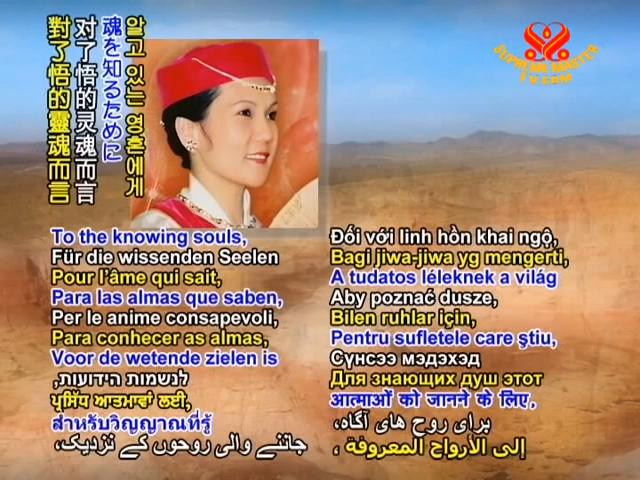 SUPREME MASTER
TV.COM
알고 있는 영혼에게
魂を知るために
对了悟的灵魂而言
對了悟的靈魂而言
To the knowing souls,
Für die wissenden Seelen
Pour l'âme qui sait,
Para las almas que saben,
Per le anime consapevoli,
Para conhecer as almas,
Voor de wetende zielen is
לנשמות הידועות,
ਪ੍ਰਸਿੱਧ ਆਤਮਾਵਾਂ ਲਈ,
สำหรับวิญญาณที่รู้
جاننے والی روحوں کے نزدیک،
Đối với linh hồn khai ngộ,
Bagi jiwa-jiwa yg mengerti,
A tudatos léleknek a világ
Aby poznać dusze,
Bilen ruhlar için,
Pentru sufletele care ştiu,
Сүнсээ мэдэхэд
Для знающих душ этот
आत्माओं को जानने के लिए,
برای روح های آگاه،
إلى الأرواح المعروفة ،